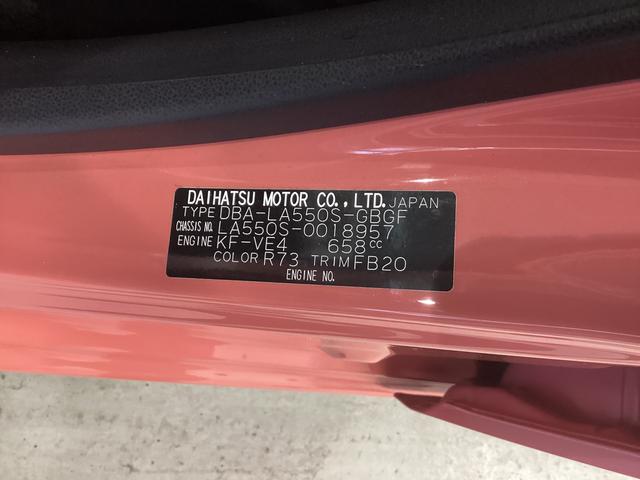 DAIHATSU MOTOR CO.,LTD. JAPAN
TYPE DBA-LA550S-GBGF
CHASSIS NO. LA550S-0018957
ENGINE KF-VE4 658CC
COLOR R73 TRIM FB20
ENGINE NO.